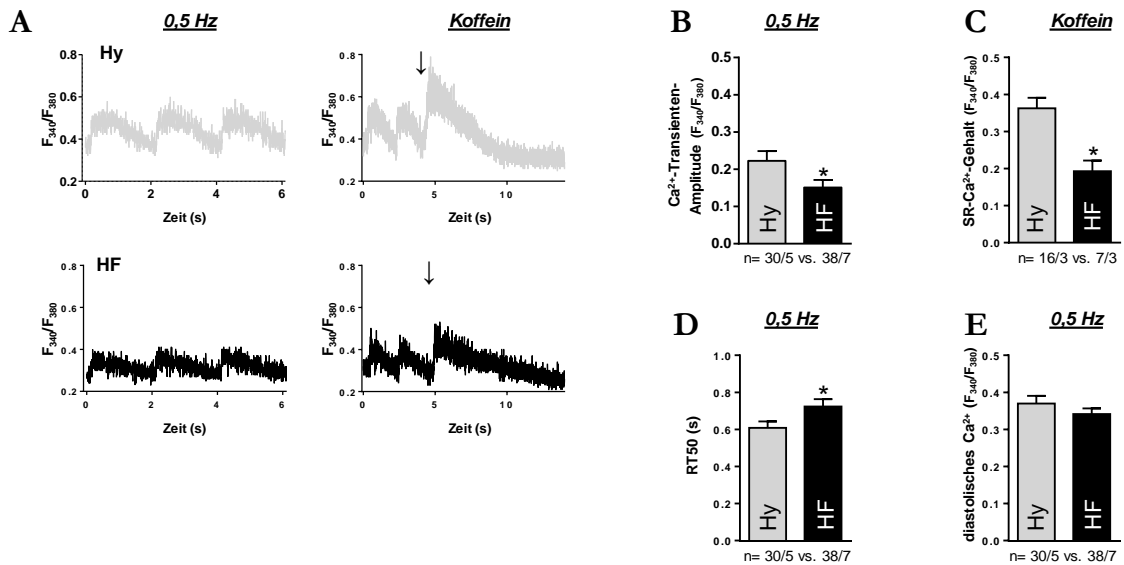 A
0,5 Hz
Koffein
Hy
0.8
0.6
0.4
0.2
F340/F380
0
2
4
6
Zeit (s)
0.8
0.6
0.4
0.2
F340/F380
0
5
10
Zeit (s)
↓
HF
0.8
0.6
0.4
0.2
F340/F380
0
2
4
6
Zeit (s)
0.8
0.6
0.4
0.2
F340/F380
0
5
10
Zeit (s)
↓
B
0,5 Hz
Ca²⁺-Transienten-
Amplitude (F340/F380)
0.5
0.4
0.3
0.2
0.1
0.0
*
Hy
HF
n= 30/5 vs. 38/7
C
Koffein
SR-Ca²⁺-Gehalt (F340/F380)
0.5
0.4
0.3
0.2
0.1
0.0
*
Hy
HF
n= 16/3 vs. 7/3
D
0,5 Hz
RT50 (s)
1.0
0.8
0.6
0.4
0.2
0.0
*
Hy
HF
n= 30/5 vs. 38/7
E
0,5 Hz
diastolisches Ca²⁺ (F340/F380)
0.5
0.4
0.3
0.2
0.1
0.0
Hy
HF
n= 30/5 vs. 38/7